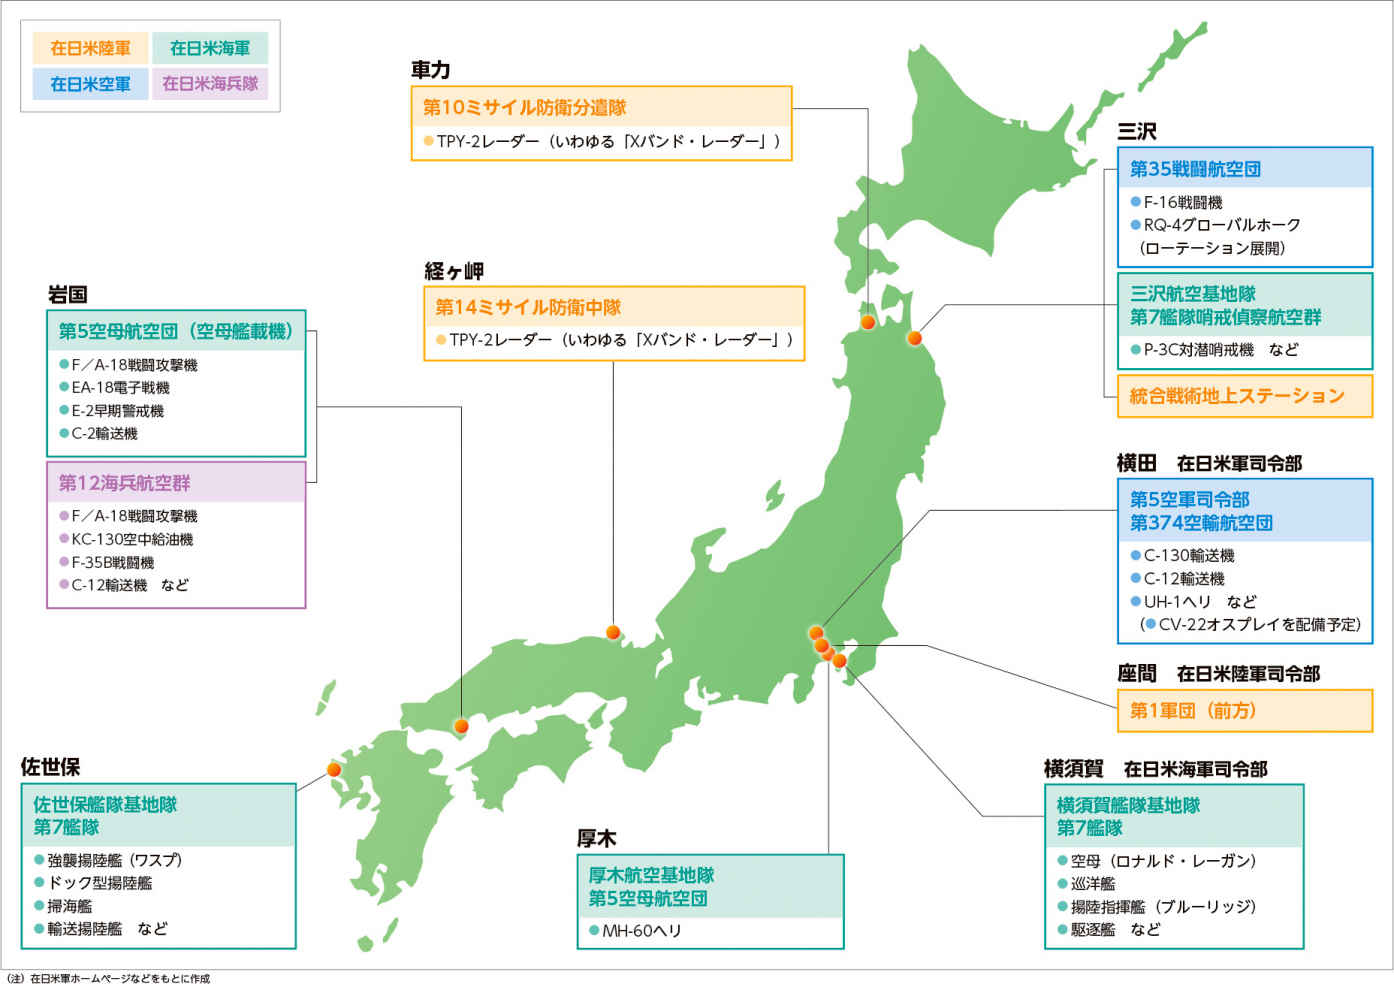 在日米陸軍
在日米海軍
在日米空軍
在日米海兵隊
車力
第10ミサイル防衛分遣隊
●TPY-2レーダー（いわゆる「Xバンド・レーダー」）
経ヶ岬
第14ミサイル防衛中隊
●TPY-2レーダー（いわゆる「Xバンド・レーダー」）
岩国
第5空母航空団（空母艦載機）
●F／A-18戦闘攻撃機
●EA-18電子戦機
●E-2早期警戒機
●C-2輸送機
第12海兵航空群
●F／A-18戦闘攻撃機
●KC-130空中給油機
●F-35B戦闘機
●C-12輸送機　など
佐世保
佐世保艦隊基地隊
第7艦隊
●強襲揚陸艦（ワスプ）
●ドック型揚陸艦
●掃海艦
●輸送揚陸艦　など
厚木
厚木航空基地隊
第5空母航空団
●MH-60ヘリ
三沢
第35戦闘航空団
●F-16戦闘機
●RQ-4グローバルホーク
（ローテーション展開）
三沢航空基地隊
第7艦隊哨戒偵察航空群
●P-3C対潜哨戒機　など
統合戦術地上ステーション
横田　在日米軍司令部
第5空軍司令部
第374空輸航空団
●C-130輸送機
●C-12輸送機
●UH-1ヘリ　など
（●CV-22オスプレイを配備予定）
座間　在日米陸軍司令部
第1軍団（前方）
横須賀　在日米海軍司令部
横須賀艦隊基地隊
第7艦隊
●空母（ロナルド・レーガン）
●巡洋艦
●揚陸指揮艦（ブルーリッジ）
●駆逐艦　など
（注）在日米軍ホームページなどをもとに作成